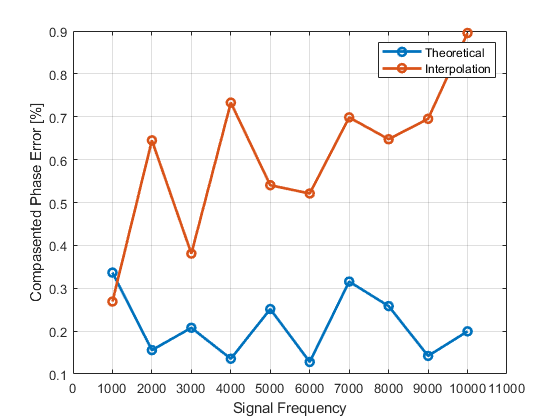 0.9
0.8
0.7
0.6
0.5
0.4
0.3
0.2
0.1
Compasented Phase Error [%]
Theoretical
Interpolation
0 1000 2000 3000 4000 5000 6000 7000 8000 9000 10000 11000
Signal Frequency